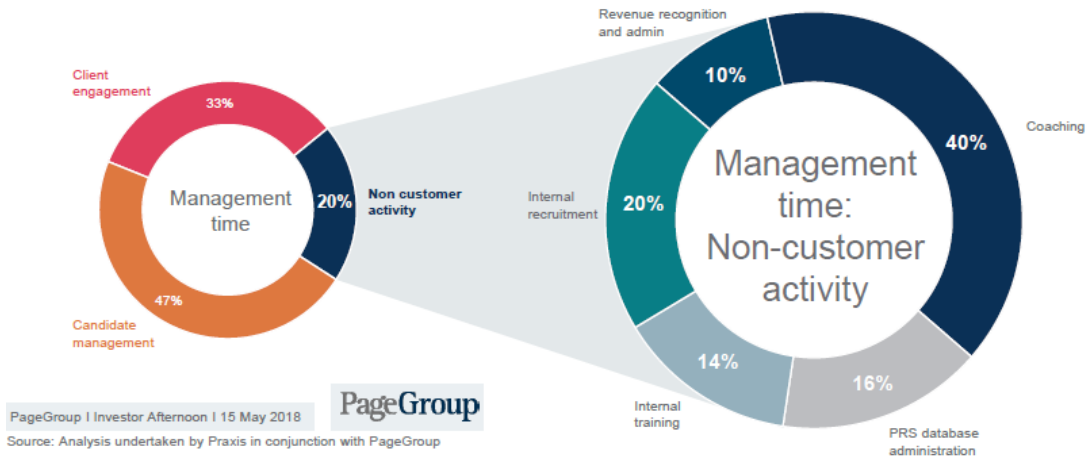 Client
engagement
33%
Management
time
20%
Non customer
activity
47%
Candidate
management
Revenue recognition
and admin
10%
40%
Coaching
Internal
recruitment
20%
Management
time:
Non-customer
activity
14%
16%
Internal
training
PRS database
administration
PageGroup I Investor Afternoon I 15 May 2018
PageGroup
Source: Analysis undertaken by Praxis in conjunction with PageGroup